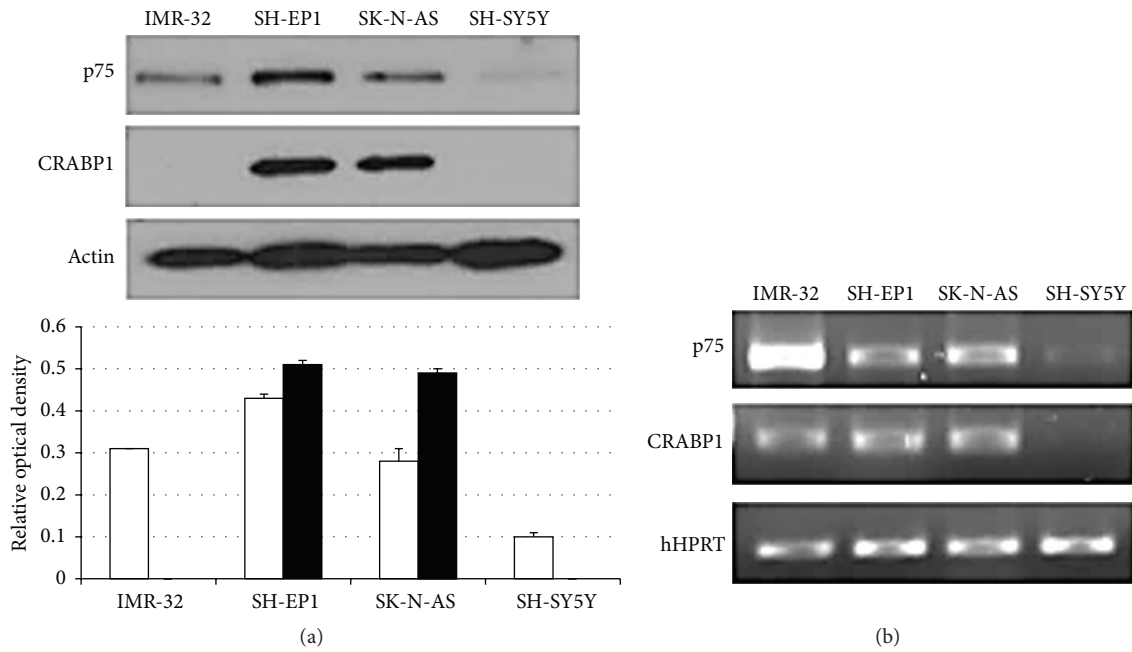 IMR-32 SH-EP1 SK-N-AS SH-SY5Y
p75
CRABP1
Actin
0.6
0.5
0.4
0.3
0.2
0.1
0
Relative optical density
IMR-32 SH-EP1 SK-N-AS SH-SY5Y
(a)
IMR-32 SH-EP1 SK-N-AS SH-SY5Y
p75
CRABP1
hHPRT
(b)